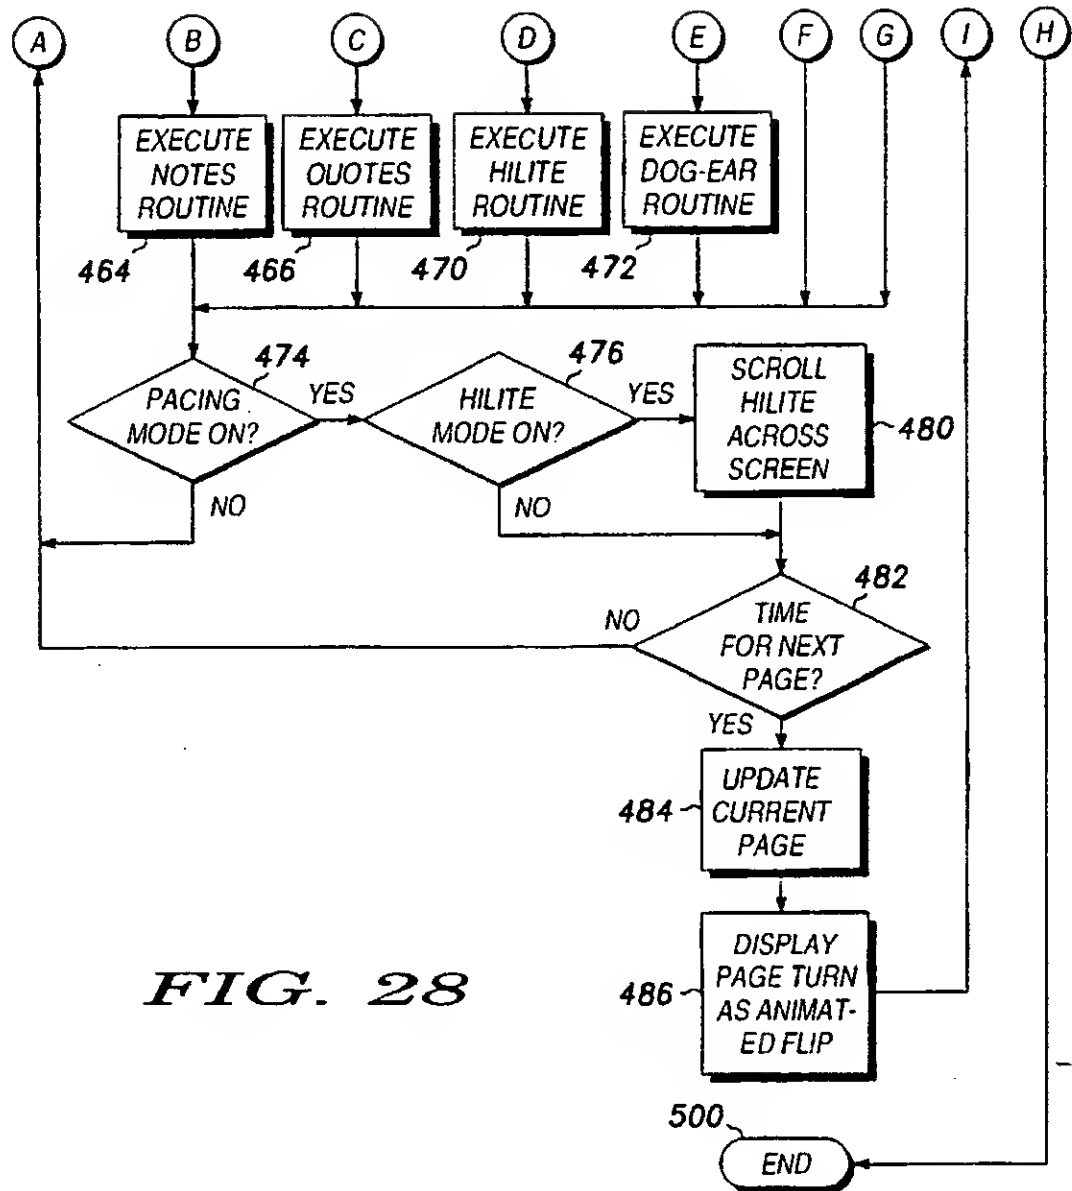 A
B
C
D
E
F
G
I
H
EXECUTE
NOTES
ROUTINE
464
EXECUTE
OUOTES
ROUTINE
466
EXECUTE
HILITE
ROUTINE
470
EXECUTE
DOG-EAR
ROUTINE
472
PACING
MODE ON?
474
YES
NO
HILITE
MODE ON?
476
YES
NO
SCROLL
HILITE
ACROSS
SCREEN
480
TIME
FOR NEXT
PAGE?
482
NO
YES
UPDATE
CURRENT
PAGE
484
DISPLAY
PAGE TURN
AS ANIMAT-
ED FLIP
486
FIG. 28
500
END